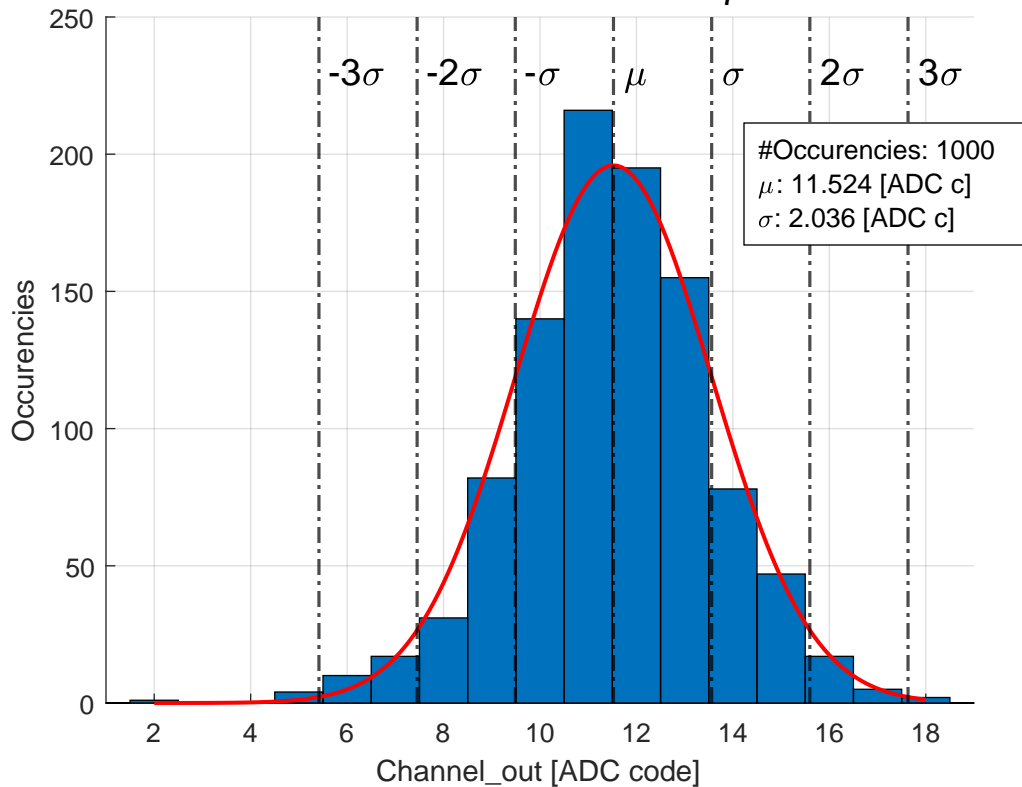 250
200
150
100
50
0
-3σ -2σ -σ μ σ 2σ 3σ
#Occurencies: 1000
μ: 11.524 [ADC c]
σ: 2.036 [ADC c]
Occurencies
2 4 6 8 10 12 14 16 18
Channel_out [ADC code]